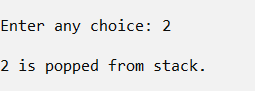 Enter any choice: 2
2 is popped from stack.